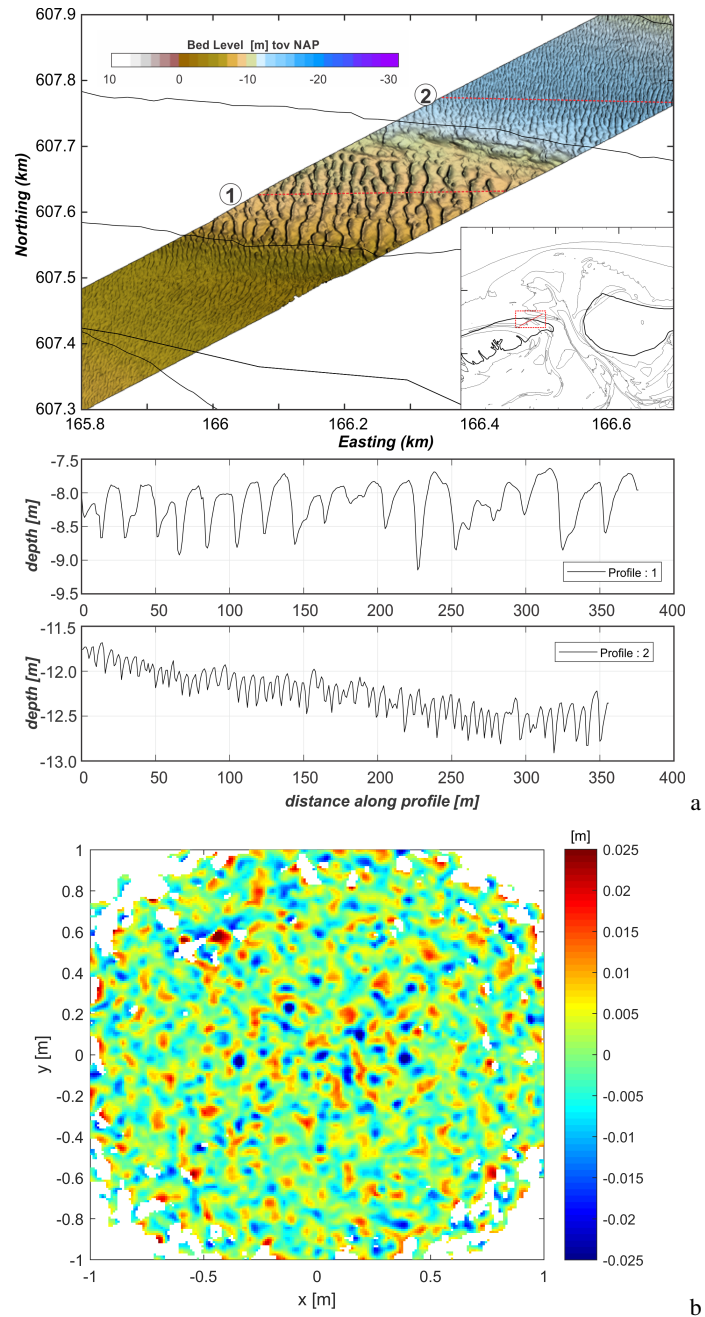 607.9
607.8
607.7
607.6
607.5
607.4
607.3
Northing (km)
Bed Level [m] tov NAP
10 0 -10 -20 -30
2
1
165.8 166 166.2 166.4 166.6
Easting (km)
-7.5
-8.0
-8.5
-9.0
-9.5
depth [m]
Profile : 1
0 50 100 150 200 250 300 350 400
-11.5
-12.0
-12.5
-13.0
depth [m]
Profile : 2
0 50 100 150 200 250 300 350 400
distance along profile [m]
a
[m]
1
0.8
0.6
0.4
0.2
0
-0.2
-0.4
-0.6
-0.8
-1
y [m]
-1 -0.5 0 0.5 1
x [m]
0.025
0.02
0.015
0.01
0.005
0
-0.005
-0.01
-0.015
-0.02
-0.025
b